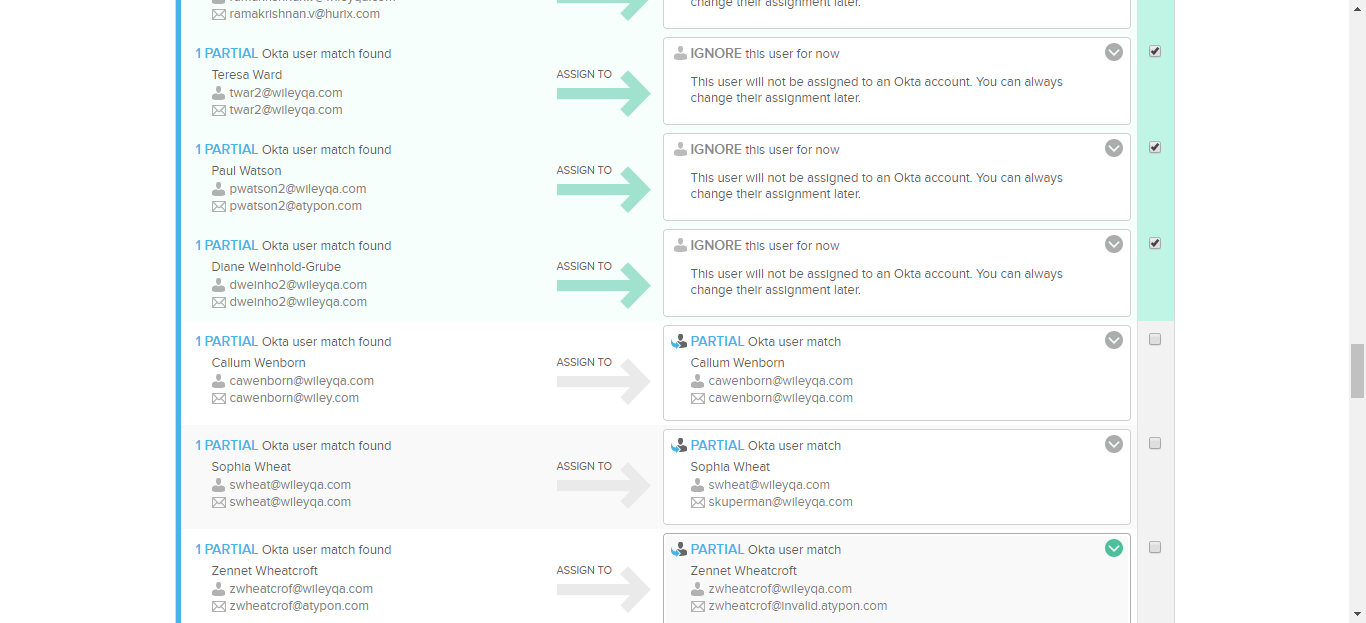 ramakrishnan.v@hurix.com
change their assignment later.
1 PARTIAL Okta user match found
Teresa Ward
twar2@wileyqa.com
twar2@wileyqa.com
ASSIGN TO
IGNORE this user for now
This user will not be assigned to an Okta account. You can always
change their assignment later.
1 PARTIAL Okta user match found
Paul Watson
pwatson2@wileyqa.com
pwatson2@atypon.com
ASSIGN TO
IGNORE this user for now
This user will not be assigned to an Okta account. You can always
change their assignment later.
1 PARTIAL Okta user match found
Diane Weinhold-Grube
dweinho2@wileyqa.com
dweinho2@wileyqa.com
ASSIGN TO
IGNORE this user for now
This user will not be assigned to an Okta account. You can always
change their assignment later.
1 PARTIAL Okta user match found
Callum Wenborn
cawenborn@wileyqa.com
cawenborn@wiley.com
ASSIGN TO
PARTIAL Okta user match
Callum Wenborn
cawenborn@wileyqa.com
cawenborn@wileyqa.com
1 PARTIAL Okta user match found
Sophia Wheat
swheat@wileyqa.com
swheat@wileyqa.com
ASSIGN TO
PARTIAL Okta user match
Sophia Wheat
swheat@wileyqa.com
skuperman@wileyqa.com
1 PARTIAL Okta user match found
Zennet Wheatcroft
zwheatcrof@wileyqa.com
zwheatcrof@atypon.com
ASSIGN TO
PARTIAL Okta user match
Zennet Wheatcroft
zwheatcrof@wileyqa.com
zwheatcrof@invalid.atypon.com